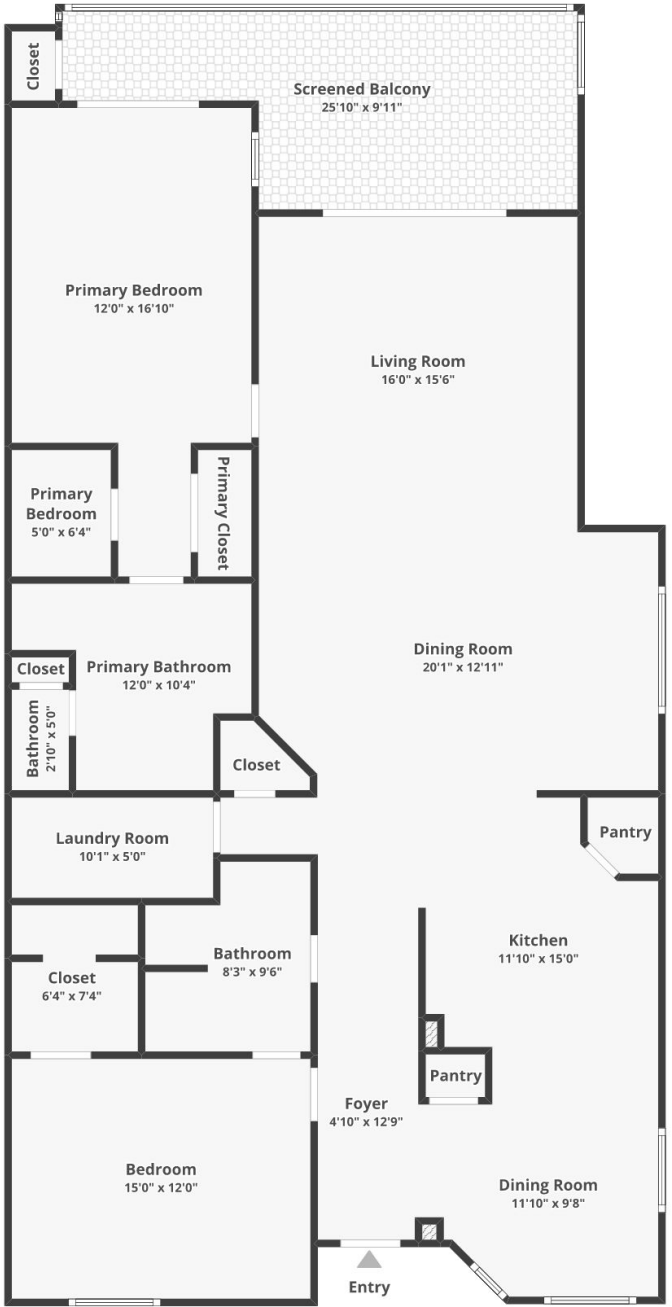 Closet
Screened Balcony
25'10" x 9'11"
Primary Bedroom
12'0" x 16'10"
Living Room
16'0" x 15'6"
Primary
Bedroom
5'0" x 6'4"
Primary Closet
Dining Room
20'1" x 12'11"
Closet
Primary Bathroom
12'0" x 10'4"
Bathroom
2'10" x 5'0"
Closet
Laundry Room
10'1" x 5'0"
Pantry
Kitchen
11'10" x 15'0"
Bathroom
8'3" x 9'6"
Closet
6'4" x 7'4"
Pantry
Foyer
4'10" x 12'9"
Bedroom
15'0" x 12'0"
Dining Room
11'10" x 9'8"
Entry